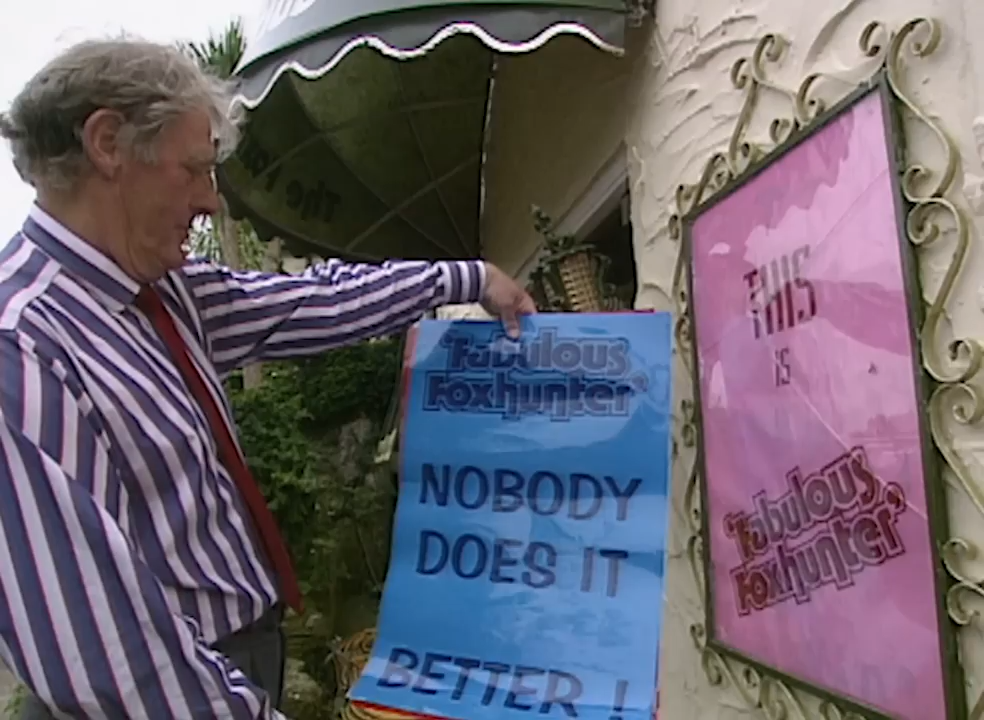 'Fabulous
Foxhunter'
NOBODY
DOES IT
BETTER !
THIS
IS
'Fabulous
Foxhunter'